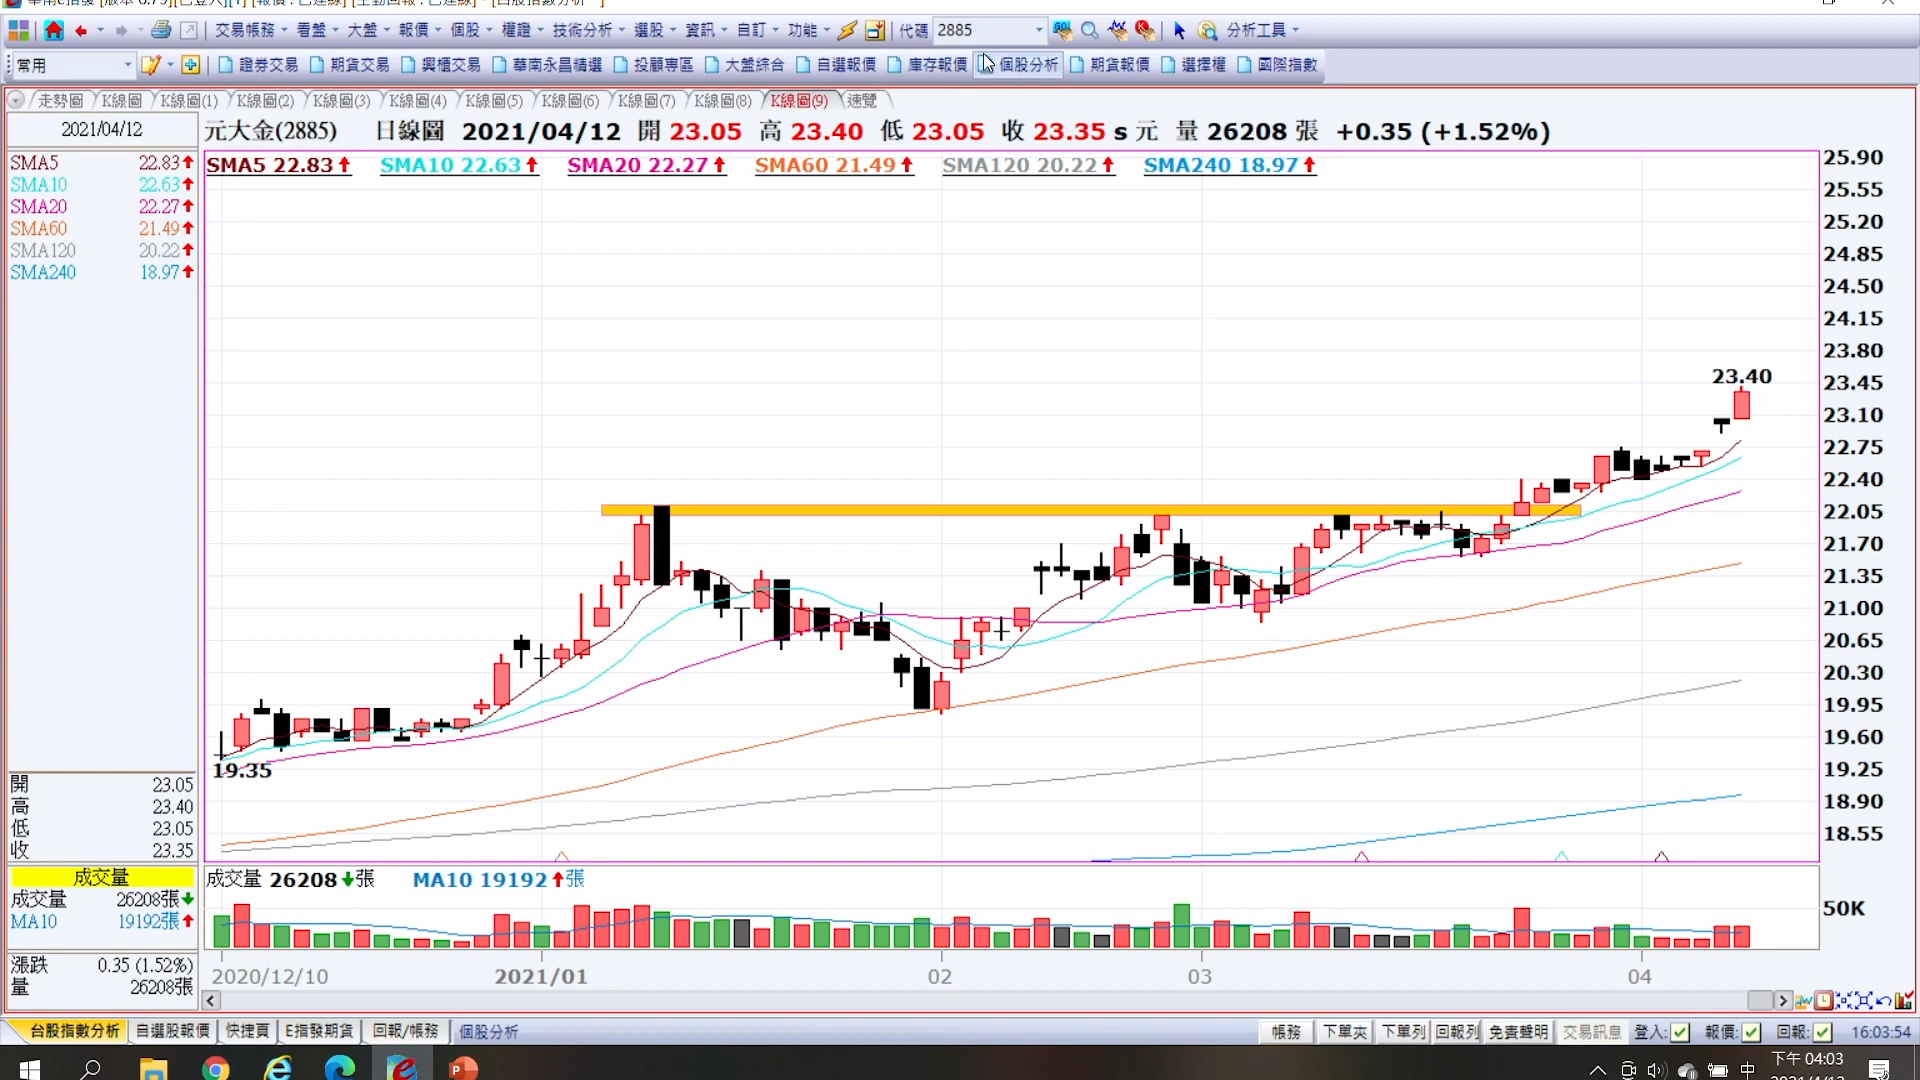 交易帳務 看盤 大盤 報價 個股 權證 技術分析 選股 資訊 自訂 功能 代碼 2885 分析工具
常用 證券交易 期貨交易 興櫃交易 華南永昌精選 投顧專區 大盤綜合 自選報價 庫存報價 個股分析 期貨報價 選擇權 國際指數
走勢圖 K線圖 K線圖(1) K線圖(2) K線圖(3) K線圖(4) K線圖(5) K線圖(6) K線圖(7) K線圖(8) K線圖(9) 速覽
2021/04/12 元大金(2885) 日線圖 2021/04/12 開 23.05 高 23.40 低 23.05 收 23.35 s 元 量 26208 張 +0.35 (+1.52%)
SMA5 22.83 SMA10 22.63 SMA20 22.27 SMA60 21.49 SMA120 20.22 SMA240 18.97
SMA5 22.83
SMA10 22.63
SMA20 22.27
SMA60 21.49
SMA120 20.22
SMA240 18.97
25.90
25.55
25.20
24.85
24.50
24.15
23.80
23.45
23.10
22.75
22.40
22.05
21.70
21.35
21.00
20.65
20.30
19.95
19.60
19.25
18.90
18.55
23.40
19.35
開 23.05
高 23.40
低 23.05
收 23.35
成交量
成交量 26208張
MA10 19192張
成交量 26208 張 MA10 19192 張
50K
漲跌 0.35 (1.52%)
量 26208張
2020/12/10 2021/01 02 03 04
台股指數分析 自選股報價 快捷頁 E指發期貨 回報/帳務 個股分析 帳務 下單夾 下單列 回報列 免責聲明 交易訊息 登入: 報價: 回報: 16:03:54
中 下午 04:03